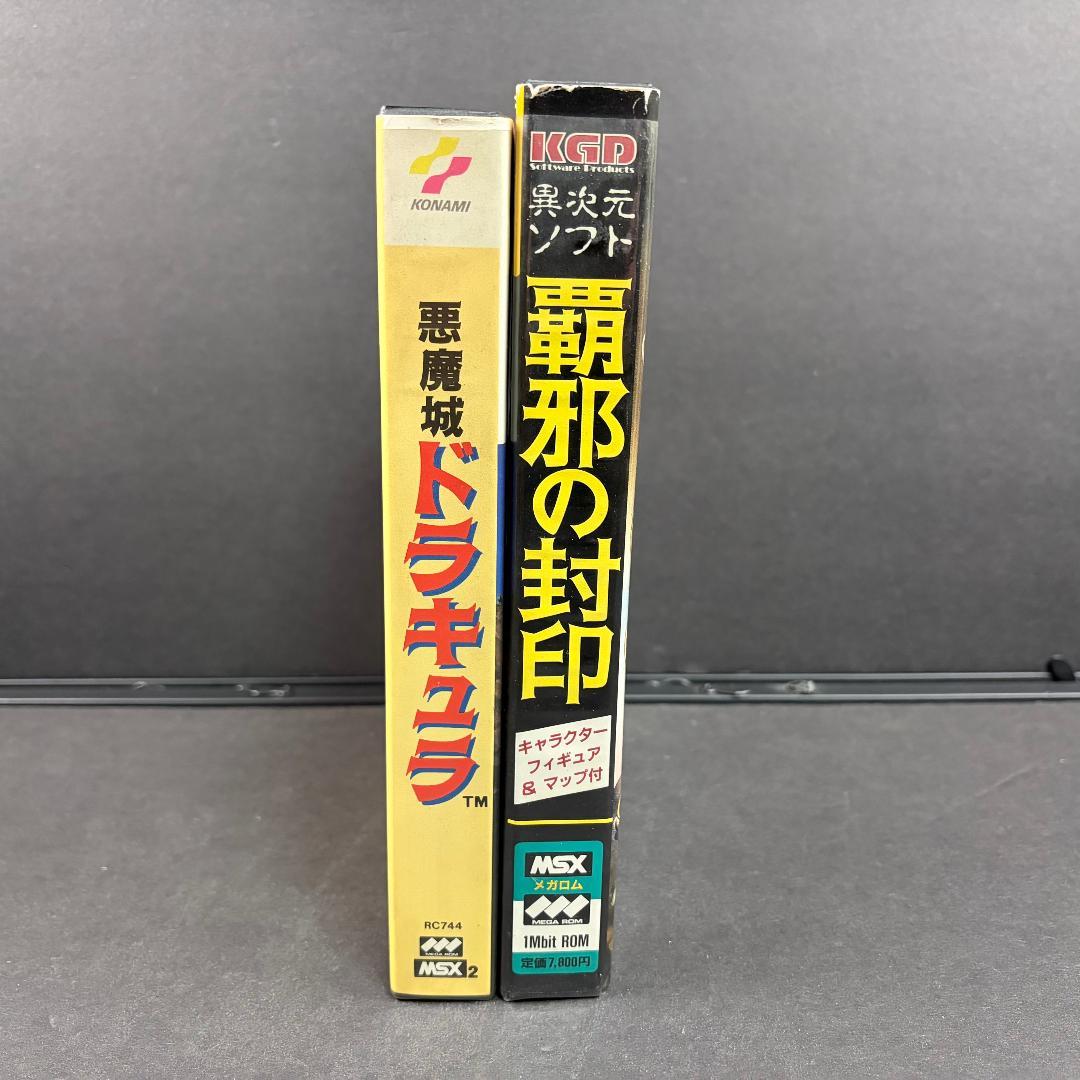 KONAMI
悪魔城
ドラキュラ
TM
RC744
MEGA ROM
MSX2
KGD
Software Products
異次元
ソフト
覇邪の封印
キャラクター
フィギュア
& マップ付
MSX
メガロム
MEGA ROM
1Mbit ROM
定価7,800円